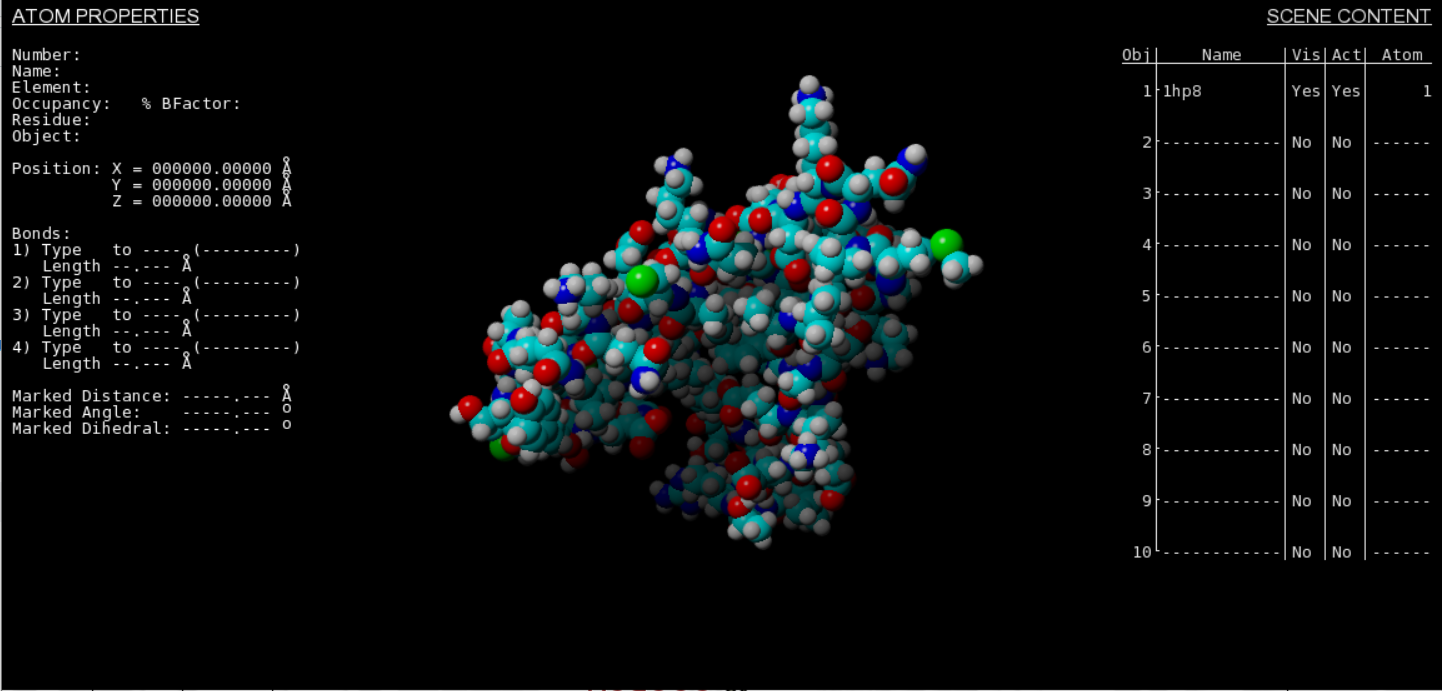 ATOM PROPERTIES
Number:
Name:
Element:
Occupancy:   % BFactor:
Residue:
Object:
Position: X = 000000.00000 Å
Y = 000000.00000 Å
Z = 000000.00000 Å
Bonds:
1) Type   to ---- (---------)
Length --.--- Å
2) Type   to ---- (---------)
Length --.--- Å
3) Type   to ---- (---------)
Length --.--- Å
4) Type   to ---- (---------)
Length --.--- Å
Marked Distance: -----.--- Å
Marked Angle:    -----.--- o
Marked Dihedral: -----.--- o
SCENE CONTENT
Obj Name Vis Act Atom
1 1hp8 Yes Yes 1
2 ------------ No No ------
3 ------------ No No ------
4 ------------ No No ------
5 ------------ No No ------
6 ------------ No No ------
7 ------------ No No ------
8 ------------ No No ------
9 ------------ No No ------
10 ------------ No No ------